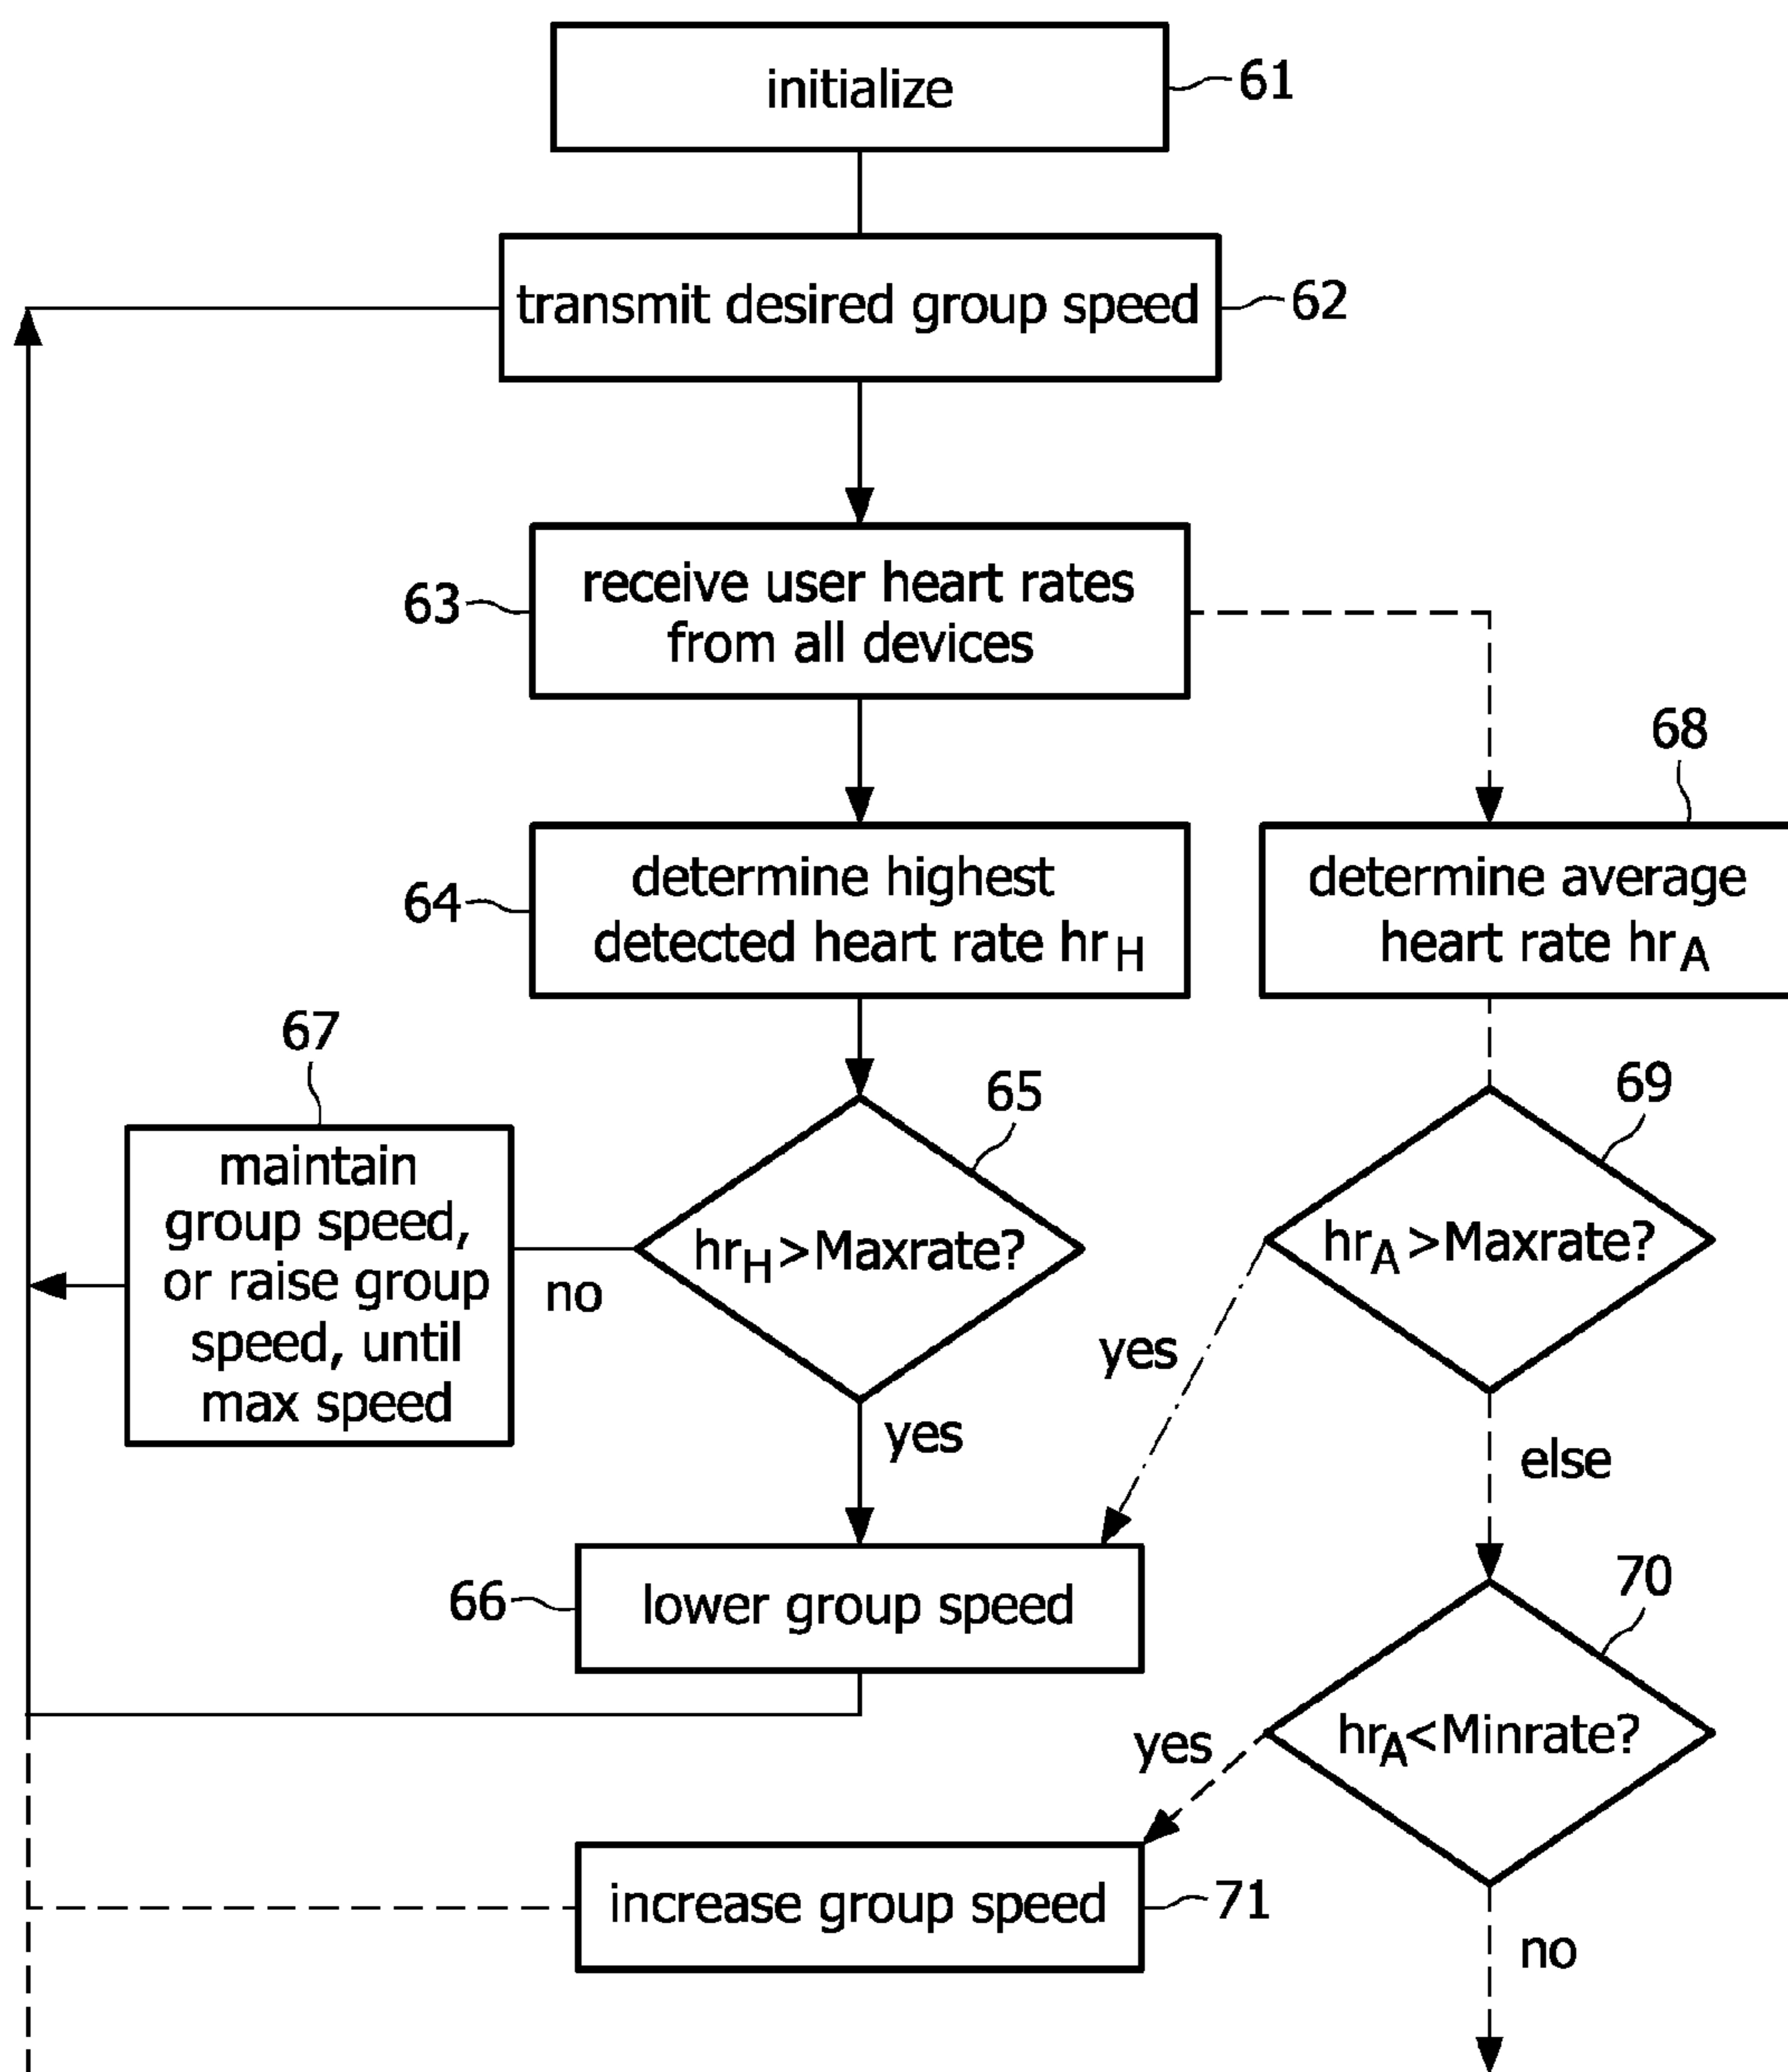 initialize
61
transmit desired group speed
62
63
receive user heart rates
from all devices
68
64
determine highest
detected heart rate hrH
determine average
heart rate hrA
67
maintain
group speed,
or raise group
speed, until
max speed
65
hrH>Maxrate?
no
yes
69
hrA>Maxrate?
yes
else
66
lower group speed
70
hrA<Minrate?
yes
no
increase group speed
71